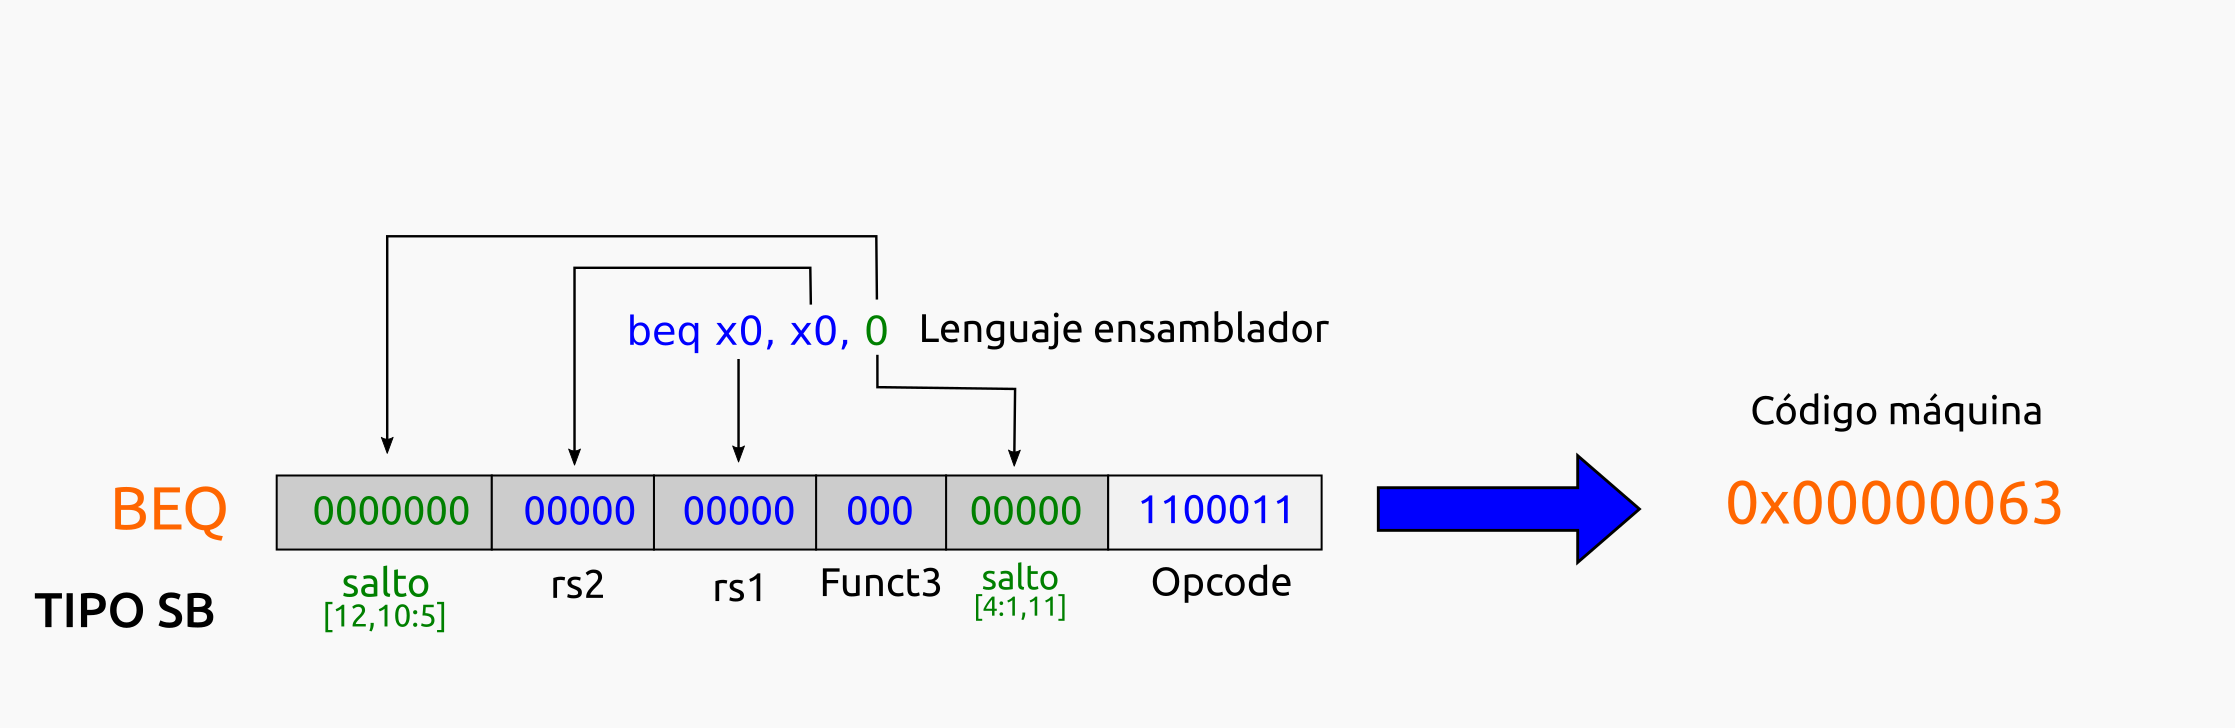 beq x0, x0, 0 Lenguaje ensamblador
Código máquina
BEQ 0000000 00000 00000 000 00000 1100011 0x00000063
salto rs2 rs1 Funct3 salto Opcode
[12,10:5] [4:1,11]
TIPO SB